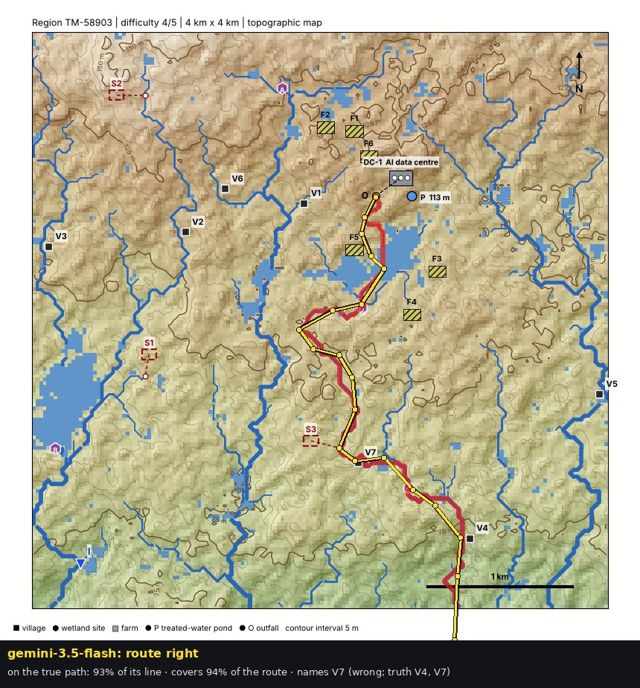 Region TM-58903 | difficulty 4/5 | 4 km x 4 km | topographic map
S2
N
F2
F1
F6
DC-1 AI data centre
V6
V1
O
P 113 m
V2
V3
F5
F3
F4
S1
V5
S3
V7
V4
I
1 km
village
wetland site
farm
P treated-water pond
O outfall
contour interval 5 m
gemini-3.5-flash: route right
on the true path: 93% of its line · covers 94% of the route · names V7 (wrong; truth V4, V7)